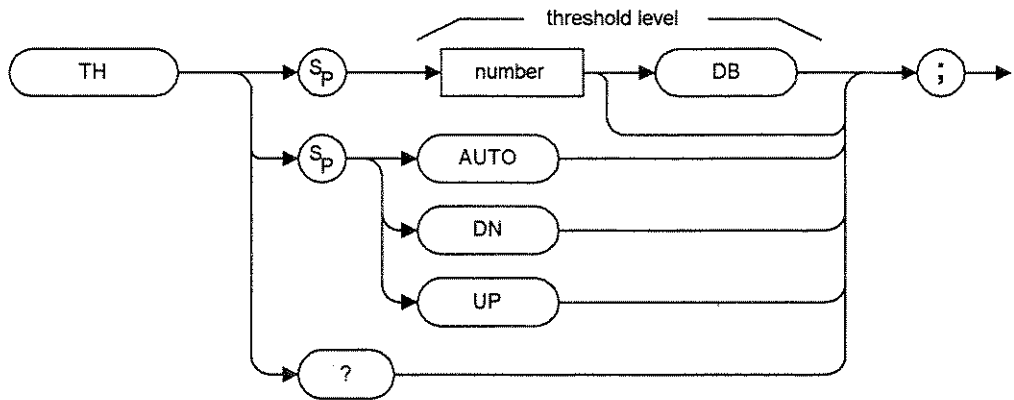 threshold level
TH SP number DB ;
SP AUTO
DN
UP
?